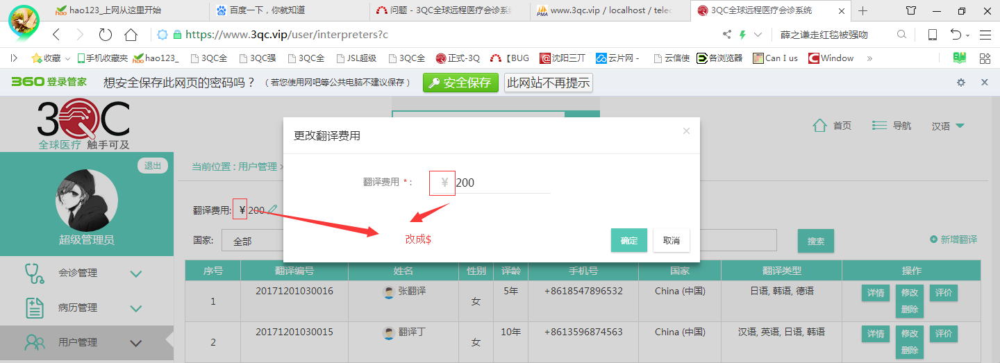 hao123_上网从这里开始
百度一下，你就知道
问题 - 3QC全球远程医疗会诊系统
www.3qc.vip / localhost / telec
3QC全球远程医疗会诊系统
https://www.3qc.vip/user/interpreters?c
薛之谦走红毯被强吻
收藏 手机收藏夹 hao123_ 3QC全 3QC强 3QC全 JSL超级 3QC全 正式-3Q 【BUG 沈阳三丌 云片网 - 云信使 各浏览器 Can I us Window »
360 登录管家 想安全保存此网页的密码吗？（若您使用网吧等公共电脑不建议保存） 安全保存 此网站不再提示
3QC
全球医疗 触手可及
首页 导航 汉语
退出
超级管理员
会诊管理
病历管理
用户管理
当前位置 : 用户管理 >
翻译费用: ¥ 200
国家: 全部
搜索
新增翻译
更改翻译费用
翻译费用 * : ¥ 200
改成$
确定 取消
序号 翻译编号 姓名 性别 译龄 手机号 国家 翻译类型 操作
1 20171201030016 张翻译 女 5年 +8618547896532 China (中国) 日语, 韩语, 德语 详情 修改 评价 删除
2 20171201030015 翻译丁 女 10年 +8613596874563 China (中国) 汉语, 英语, 日语, 韩语 详情 修改 评价 删除